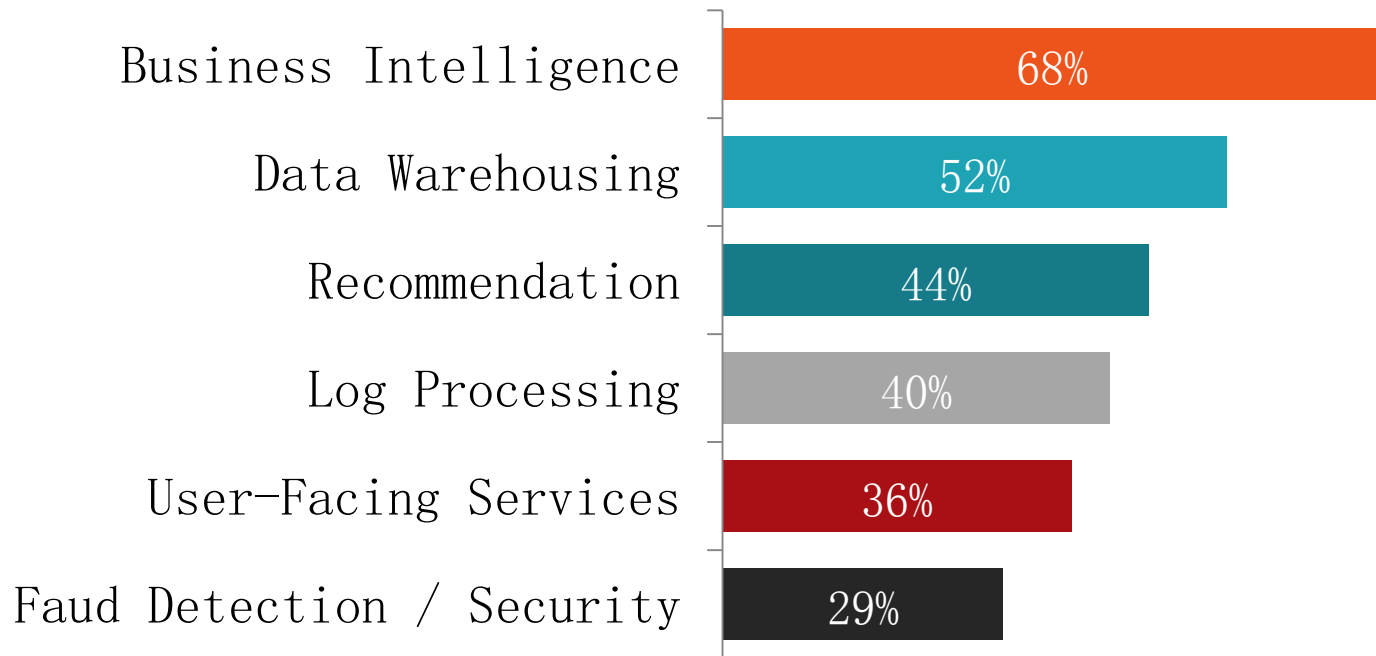 Business Intelligence 68%
Data Warehousing 52%
Recommendation 44%
Log Processing 40%
User-Facing Services 36%
Faud Detection / Security 29%